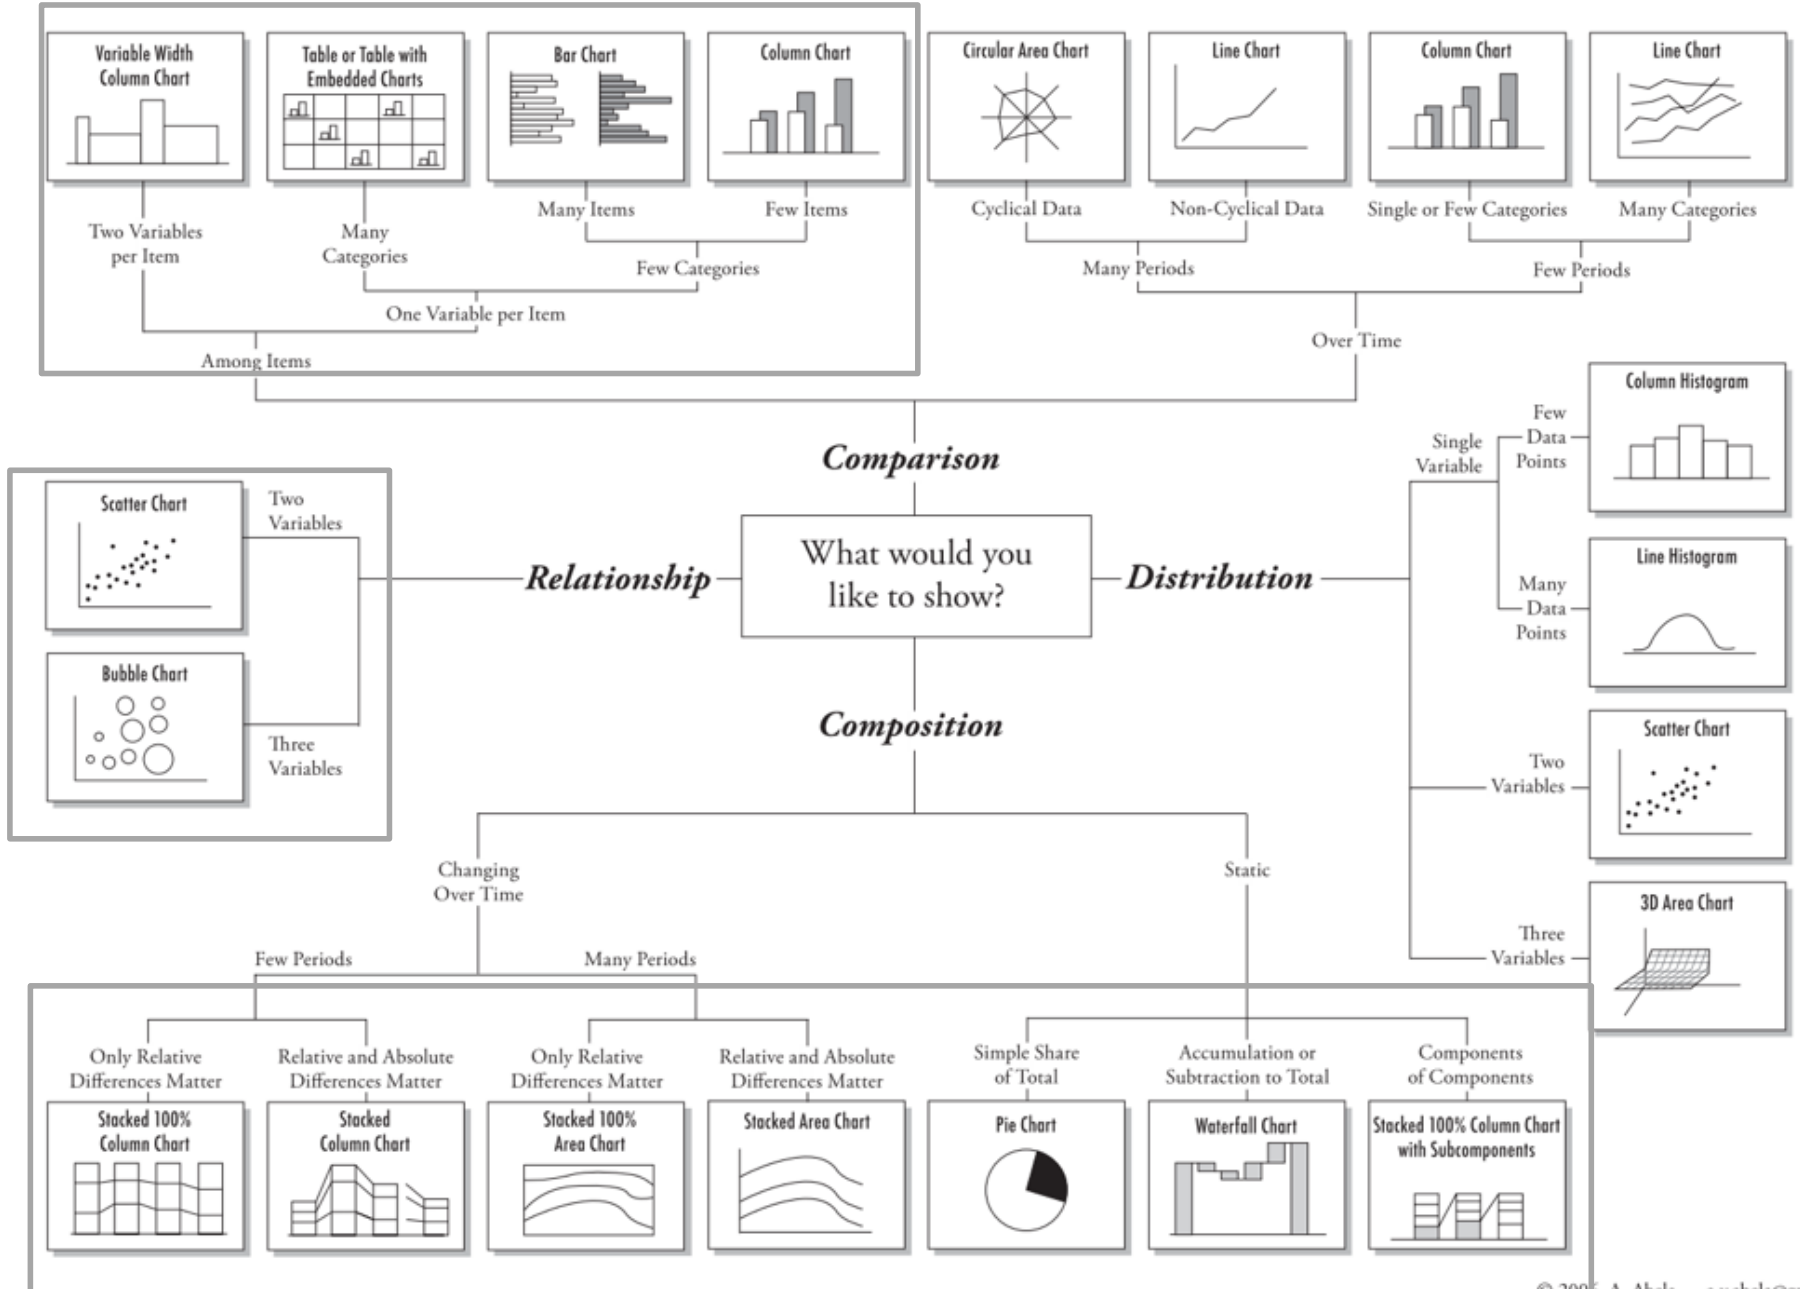 Variable Width
Column Chart
Table or Table with
Embedded Charts
Bar Chart
Column Chart
Circular Area Chart
Line Chart
Column Chart
Line Chart
Two Variables
per Item
Many
Categories
Many Items
Few Items
Cyclical Data
Non-Cyclical Data
Single or Few Categories
Many Categories
Few Categories
Many Periods
Few Periods
One Variable per Item
Over Time
Among Items
Comparison
Relationship
What would you
like to show?
Distribution
Composition
Scatter Chart
Two
Variables
Bubble Chart
Three
Variables
Single
Variable
Few
Data
Points
Column Histogram
Many
Data
Points
Line Histogram
Two
Variables
Scatter Chart
Three
Variables
3D Area Chart
Changing
Over Time
Static
Few Periods
Many Periods
Only Relative
Differences Matter
Relative and Absolute
Differences Matter
Only Relative
Differences Matter
Relative and Absolute
Differences Matter
Simple Share
of Total
Accumulation or
Subtraction to Total
Components
of Components
Stacked 100%
Column Chart
Stacked
Column Chart
Stacked 100%
Area Chart
Stacked Area Chart
Pie Chart
Waterfall Chart
Stacked 100% Column Chart
with Subcomponents